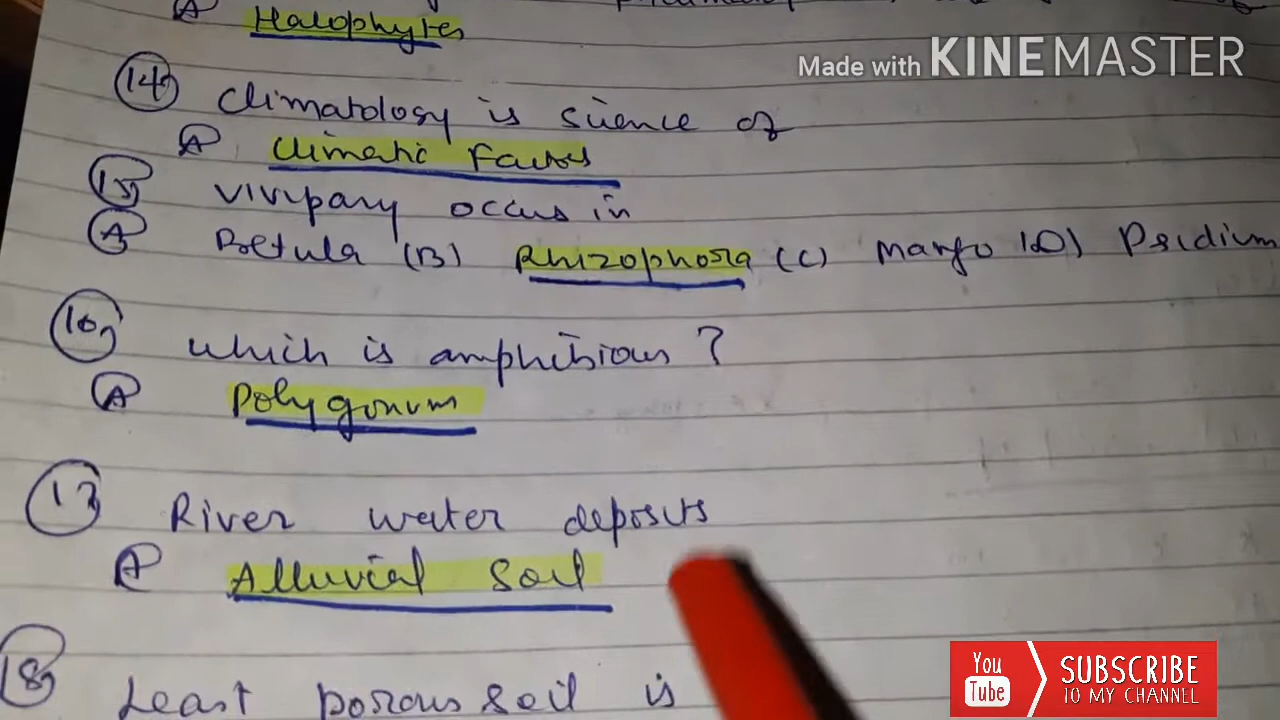 Halophytes
Made with KINEMASTER
14, Climatology is science of
A Climatic Factors
15, Vivipary occurs in
A, Betula (B) Rhizophora (C) Mango (D) Psidium
16, Which is amphibious ?
A Polygonum
17 River water deposits
A Alluvial Soil
18, Least porous soil is
You Tube SUBSCRIBE
TO MY CHANNEL